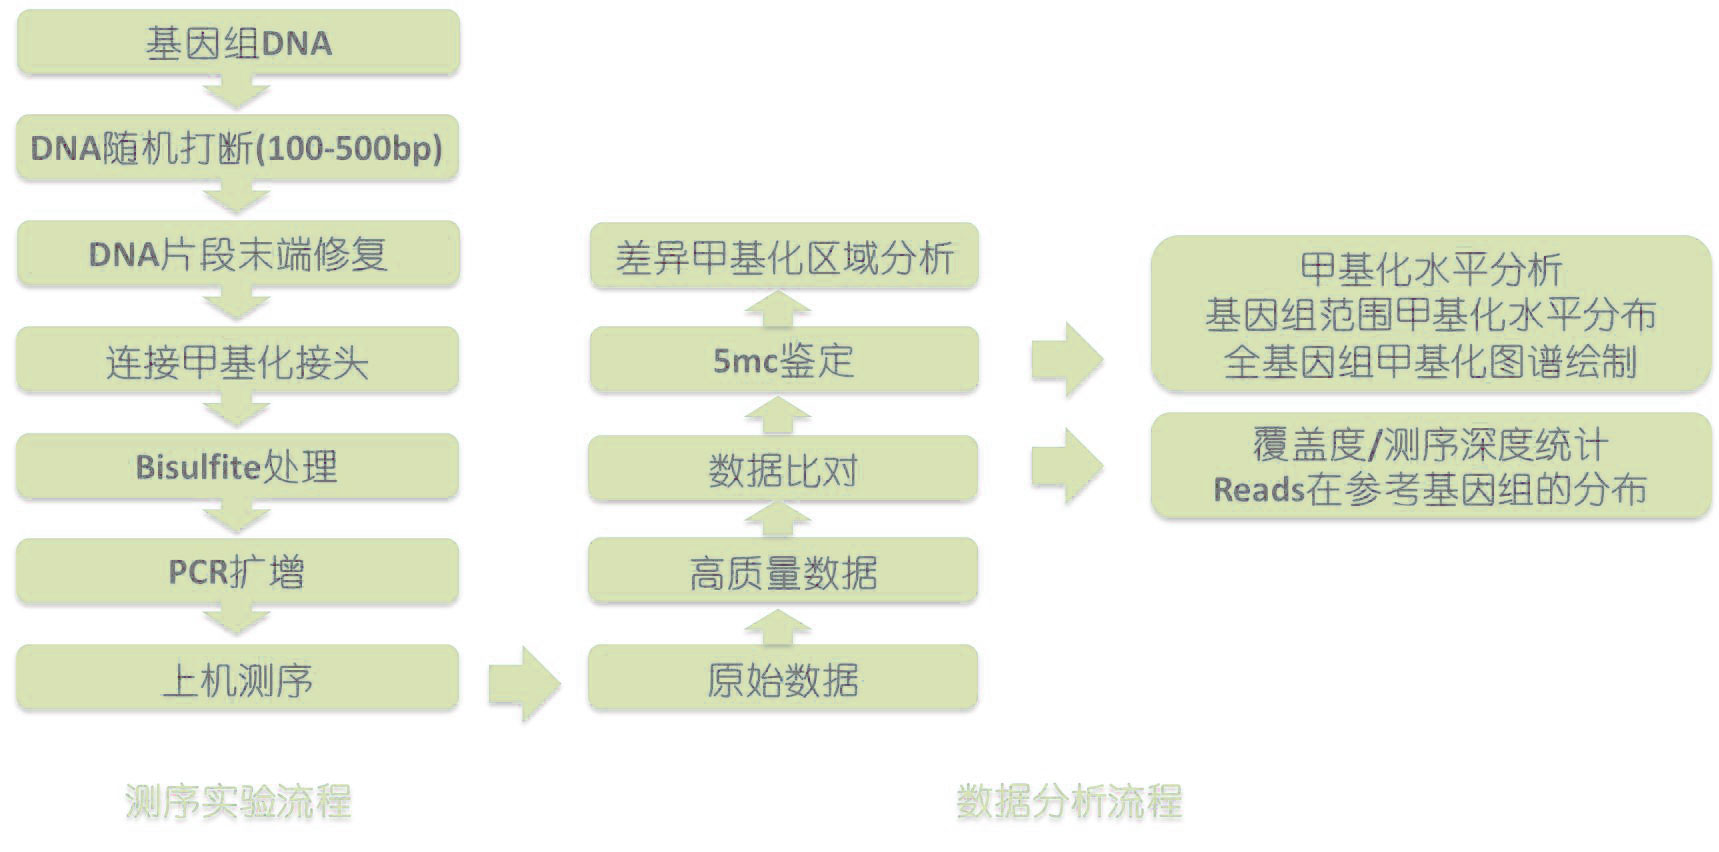 基因组DNA
DNA随机打断(100-500bp)
DNA片段末端修复
连接甲基化接头
Bisulfite处理
PCR扩增
上机测序
差异甲基化区域分析
5mc鉴定
数据比对
高质量数据
原始数据
甲基化水平分析
基因组范围甲基化水平分布
全基因组甲基化图谱绘制
覆盖度/测序深度统计
Reads在参考基因组的分布
测序实验流程
数据分析流程